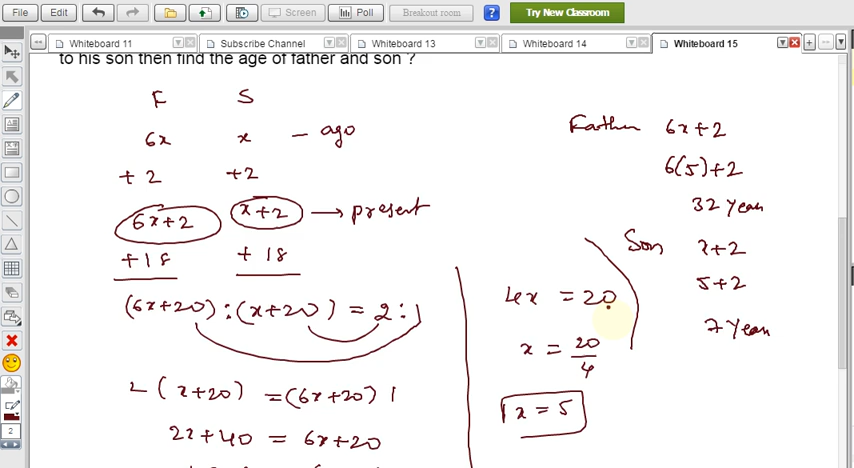 File Edit Screen Poll Breakout room ? Try New Classroom
Whiteboard 11 Subscribe Channel Whiteboard 13 Whiteboard 14 Whiteboard 15
to his son then find the age of father and son ?
F S
6x x — ago
+2 +2
6x+2 x+2 → present
+18 +18
(6x+20) : (x+20) = 2 : 1
2(x+20) = (6x+20) 1
2x+40 = 6x+20
4x = 20
x = 20/4
x = 5
Father 6x+2
6(5)+2
32 year
Son x+2
5+2
7 year
2